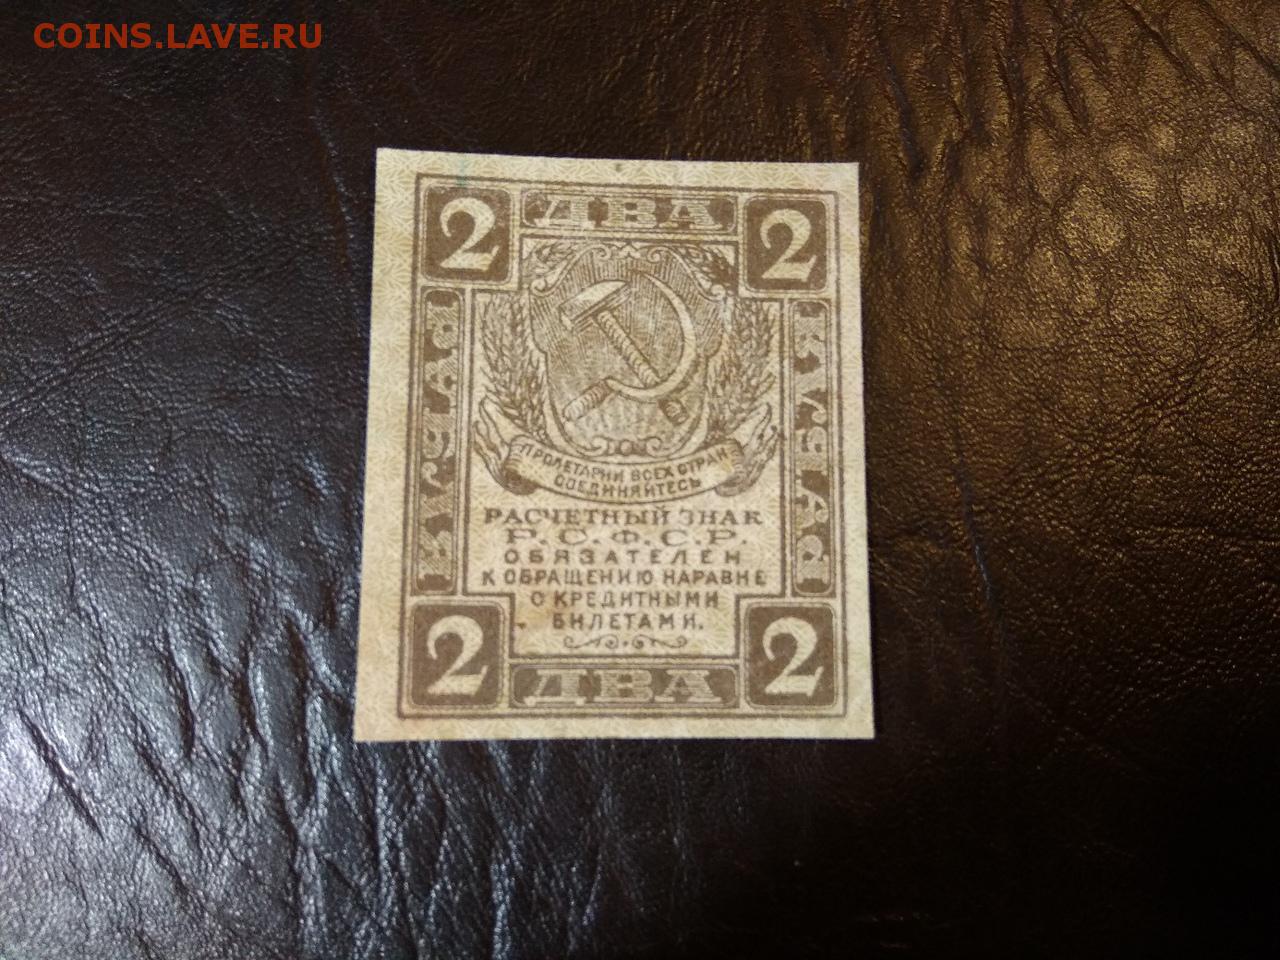 COINS.LAVE.RU
2 ДВА 2
РУБЛЯ
РУБЛЯ
ПРОЛЕТАРИИ ВСЕХ СТРАН
СОЕДИНЯЙТЕСЬ
РАСЧЕТНЫЙ ЗНАК
Р.С.Ф.С.Р.
ОБЯЗАТЕЛЕН
К ОБРАЩЕНИЮ НАРАВНЕ
С КРЕДИТНЫМИ
БИЛЕТАМИ.
2 ДВА 2